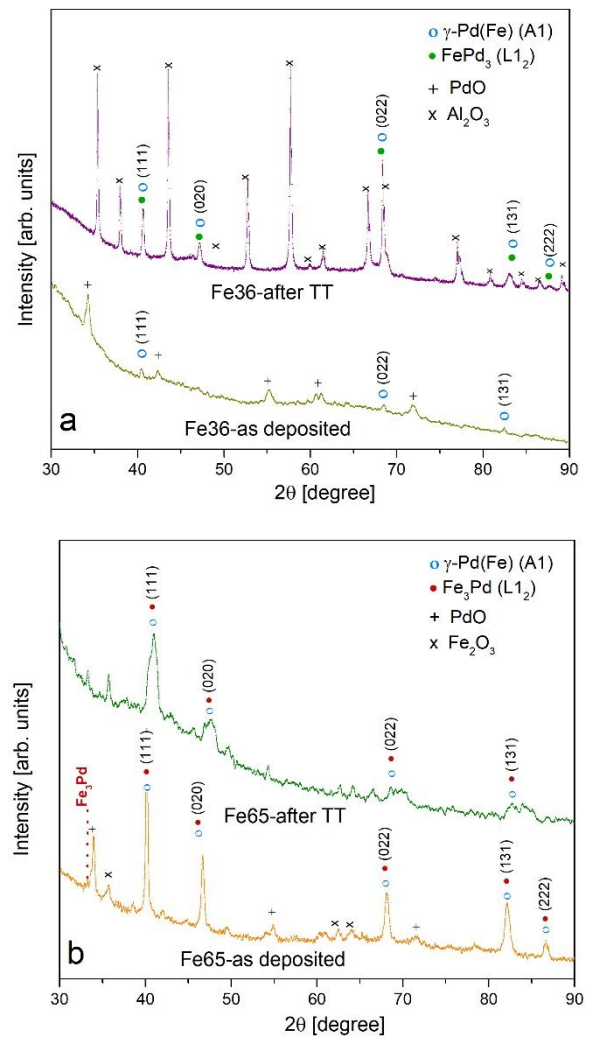 γ-Pd(Fe) (A1)
FePd₃ (L1₂)
+ PdO
x Al₂O₃
(111)
(020)
(022)
(131)
(222)
Fe36-after TT
(111)
(022)
(131)
Fe36-as deposited
a
Intensity [arb. units]
30 40 50 60 70 80 90
2θ [degree]
γ-Pd(Fe) (A1)
Fe₃Pd (L1₂)
+ PdO
x Fe₂O₃
(111)
(020)
(022)
(131)
Fe65-after TT
Fe₃Pd
(111)
(020)
(022)
(131)
(222)
Fe65-as deposited
b
Intensity [arb. units]
30 40 50 60 70 80 90
2θ [degree]